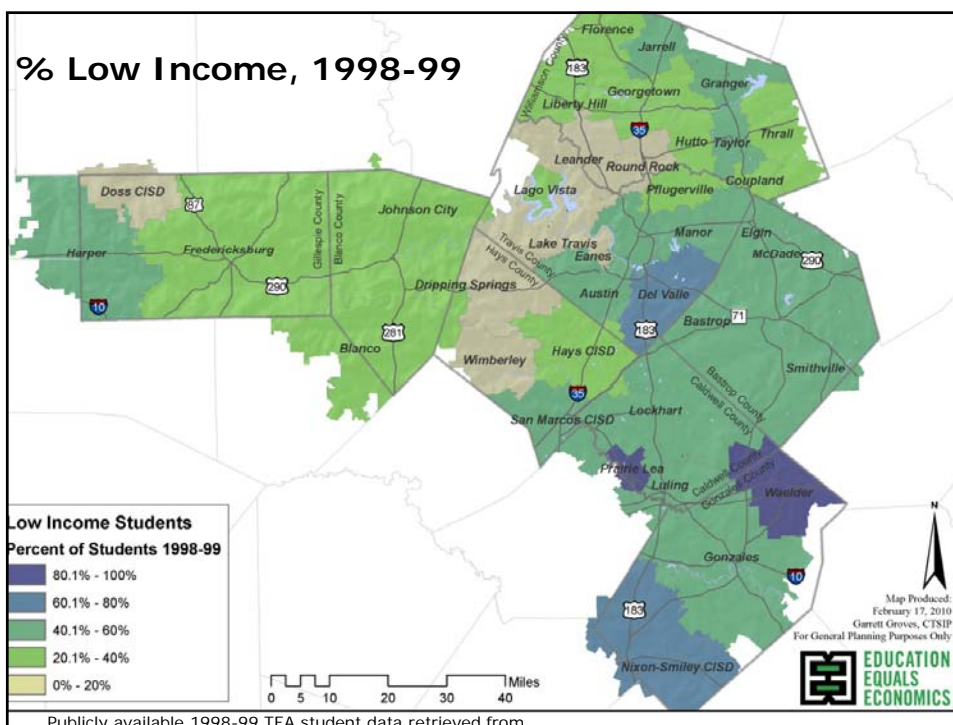 % Low Income, 1998-99
Florence
Jarrell
183
Granger
Williamson County
Georgetown
Liberty Hill
35
Hutto
Taylor
Thrall
Leander
Round Rock
Doss CISD
Lago Vista
Pflugerville
Coupland
87
Johnson City
Gillespie County
Blanco County
Manor
Elgin
Harper
Fredericksburg
Travis County
Hays County
Lake Travis
Eanes
McDade
290
290
Dripping Springs
Austin
Del Valle
10
281
183
Bastrop
71
Blanco
Wimberley
Hays CISD
Smithville
Bastrop County
Caldwell County
35
Lockhart
San Marcos CISD
Prairie Lea
Caldwell County
Gonzales County
Luling
Waelder
Low Income Students
Percent of Students 1998-99
80.1% - 100%
60.1% - 80%
40.1% - 60%
20.1% - 40%
0% - 20%
Gonzales
10
183
Nixon-Smiley CISD
N
Map Produced:
February 17, 2010
Garrett Groves, CTSIP
For General Planning Purposes Only
EDUCATION
EQUALS
ECONOMICS
Miles
0 5 10 20 30 40
Publicly available 1998-99 TEA student data retrieved from